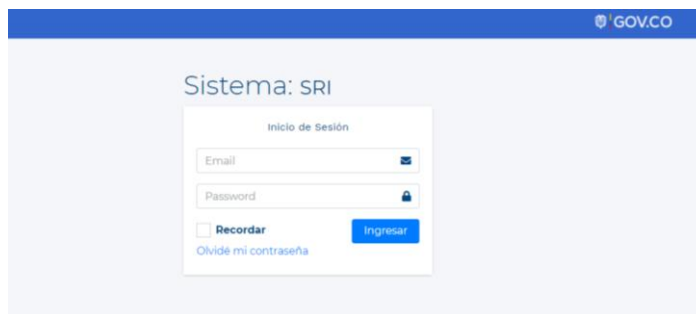 GOV.CO
Sistema: SRI
Inicio de Sesión
Email
Password
Recordar
Ingresar
Olvidé mi contraseña